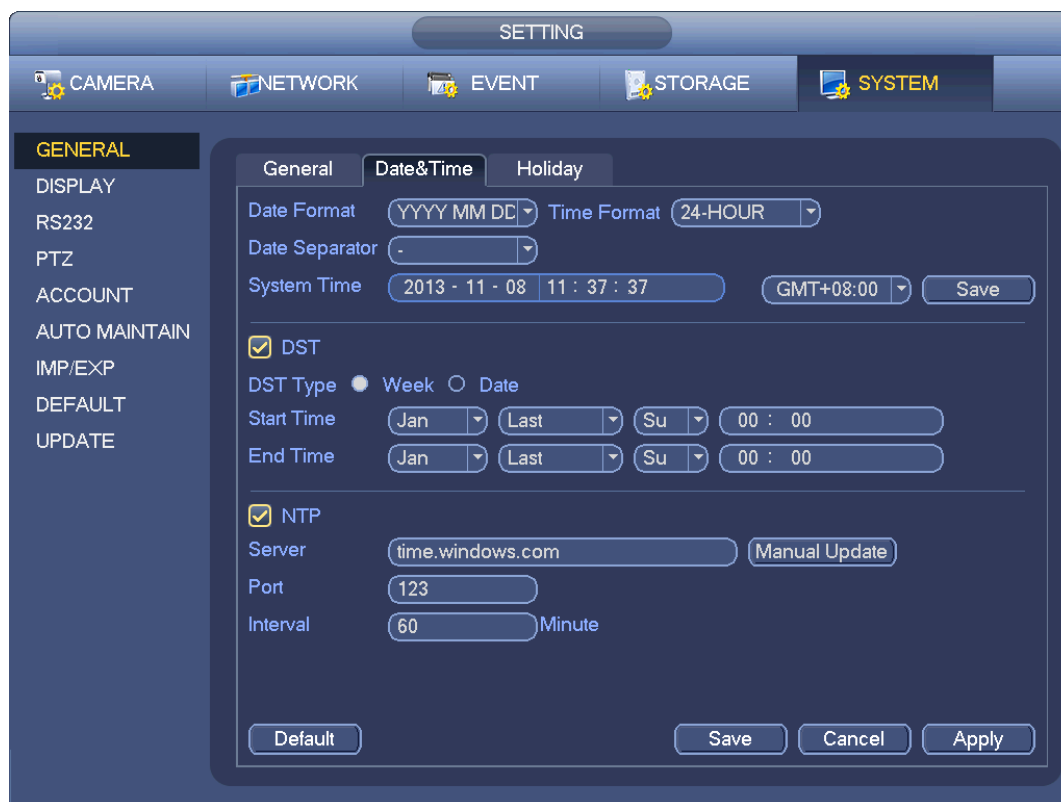 SETTING
CAMERA NETWORK EVENT STORAGE SYSTEM
GENERAL
DISPLAY
RS232
PTZ
ACCOUNT
AUTO MAINTAIN
IMP/EXP
DEFAULT
UPDATE
General Date&Time Holiday
Date Format YYYY MM DD Time Format 24-HOUR
Date Separator -
System Time 2013 - 11 - 08 11 : 37 : 37 GMT+08:00 Save
DST
DST Type Week Date
Start Time Jan Last Su 00 : 00
End Time Jan Last Su 00 : 00
NTP
Server time.windows.com Manual Update
Port 123
Interval 60 Minute
Default Save Cancel Apply